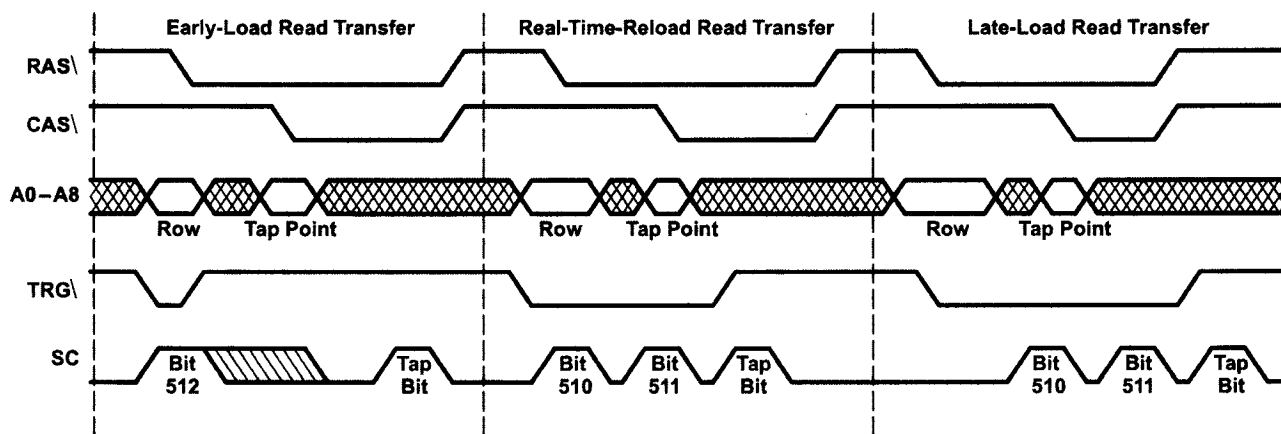 Early-Load Read Transfer Real-Time-Reload Read Transfer Late-Load Read Transfer
RAS\
CAS\
A0–A8
Row Tap Point Row Tap Point Row Tap Point
TRG\
SC
Bit 512 Tap Bit Bit 510 Bit 511 Tap Bit Bit 510 Bit 511 Tap Bit